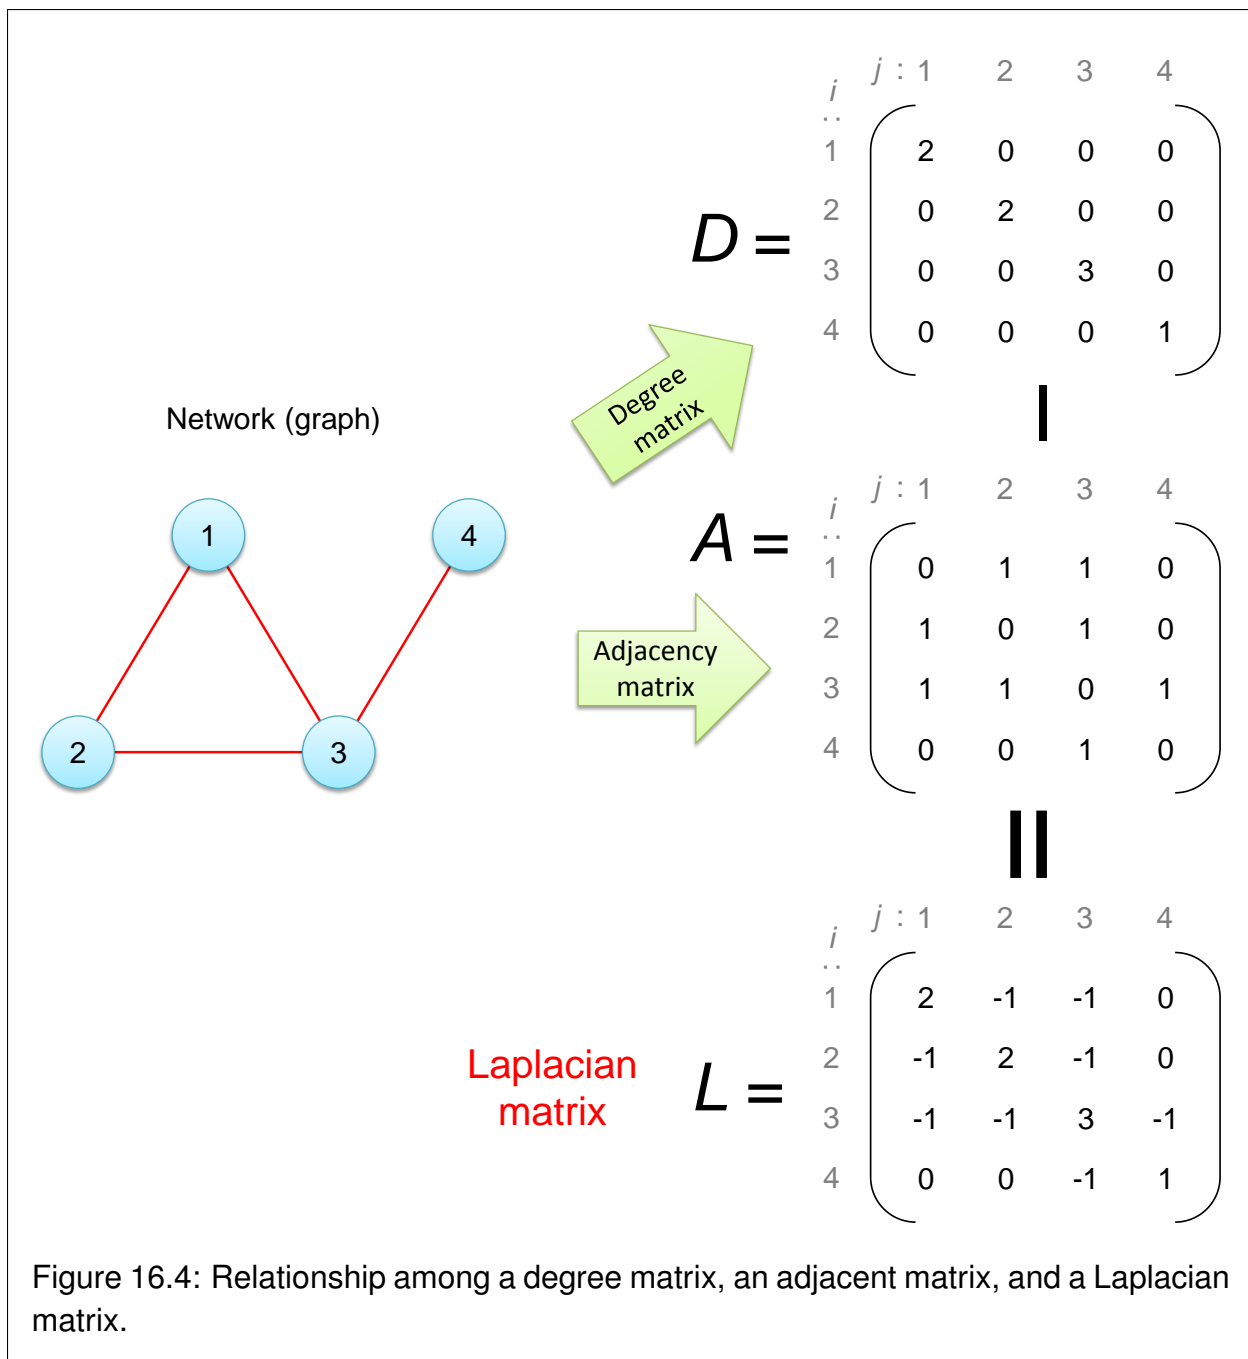 j : 1 2 3 4
i
..
1 2 0 0 0
2 0 2 0 0
D =
3 0 0 3 0
4 0 0 0 1
Degree
matrix
Network (graph)
1
4
2
3
j : 1 2 3 4
i
..
A =
1 0 1 1 0
2 1 0 1 0
3 1 1 0 1
4 0 0 1 0
Adjacency
matrix
j : 1 2 3 4
i
..
1 2 -1 -1 0
2 -1 2 -1 0
3 -1 -1 3 -1
4 0 0 -1 1
Laplacian
matrix
L =
Figure 16.4: Relationship among a degree matrix, an adjacent matrix, and a Laplacian
matrix.